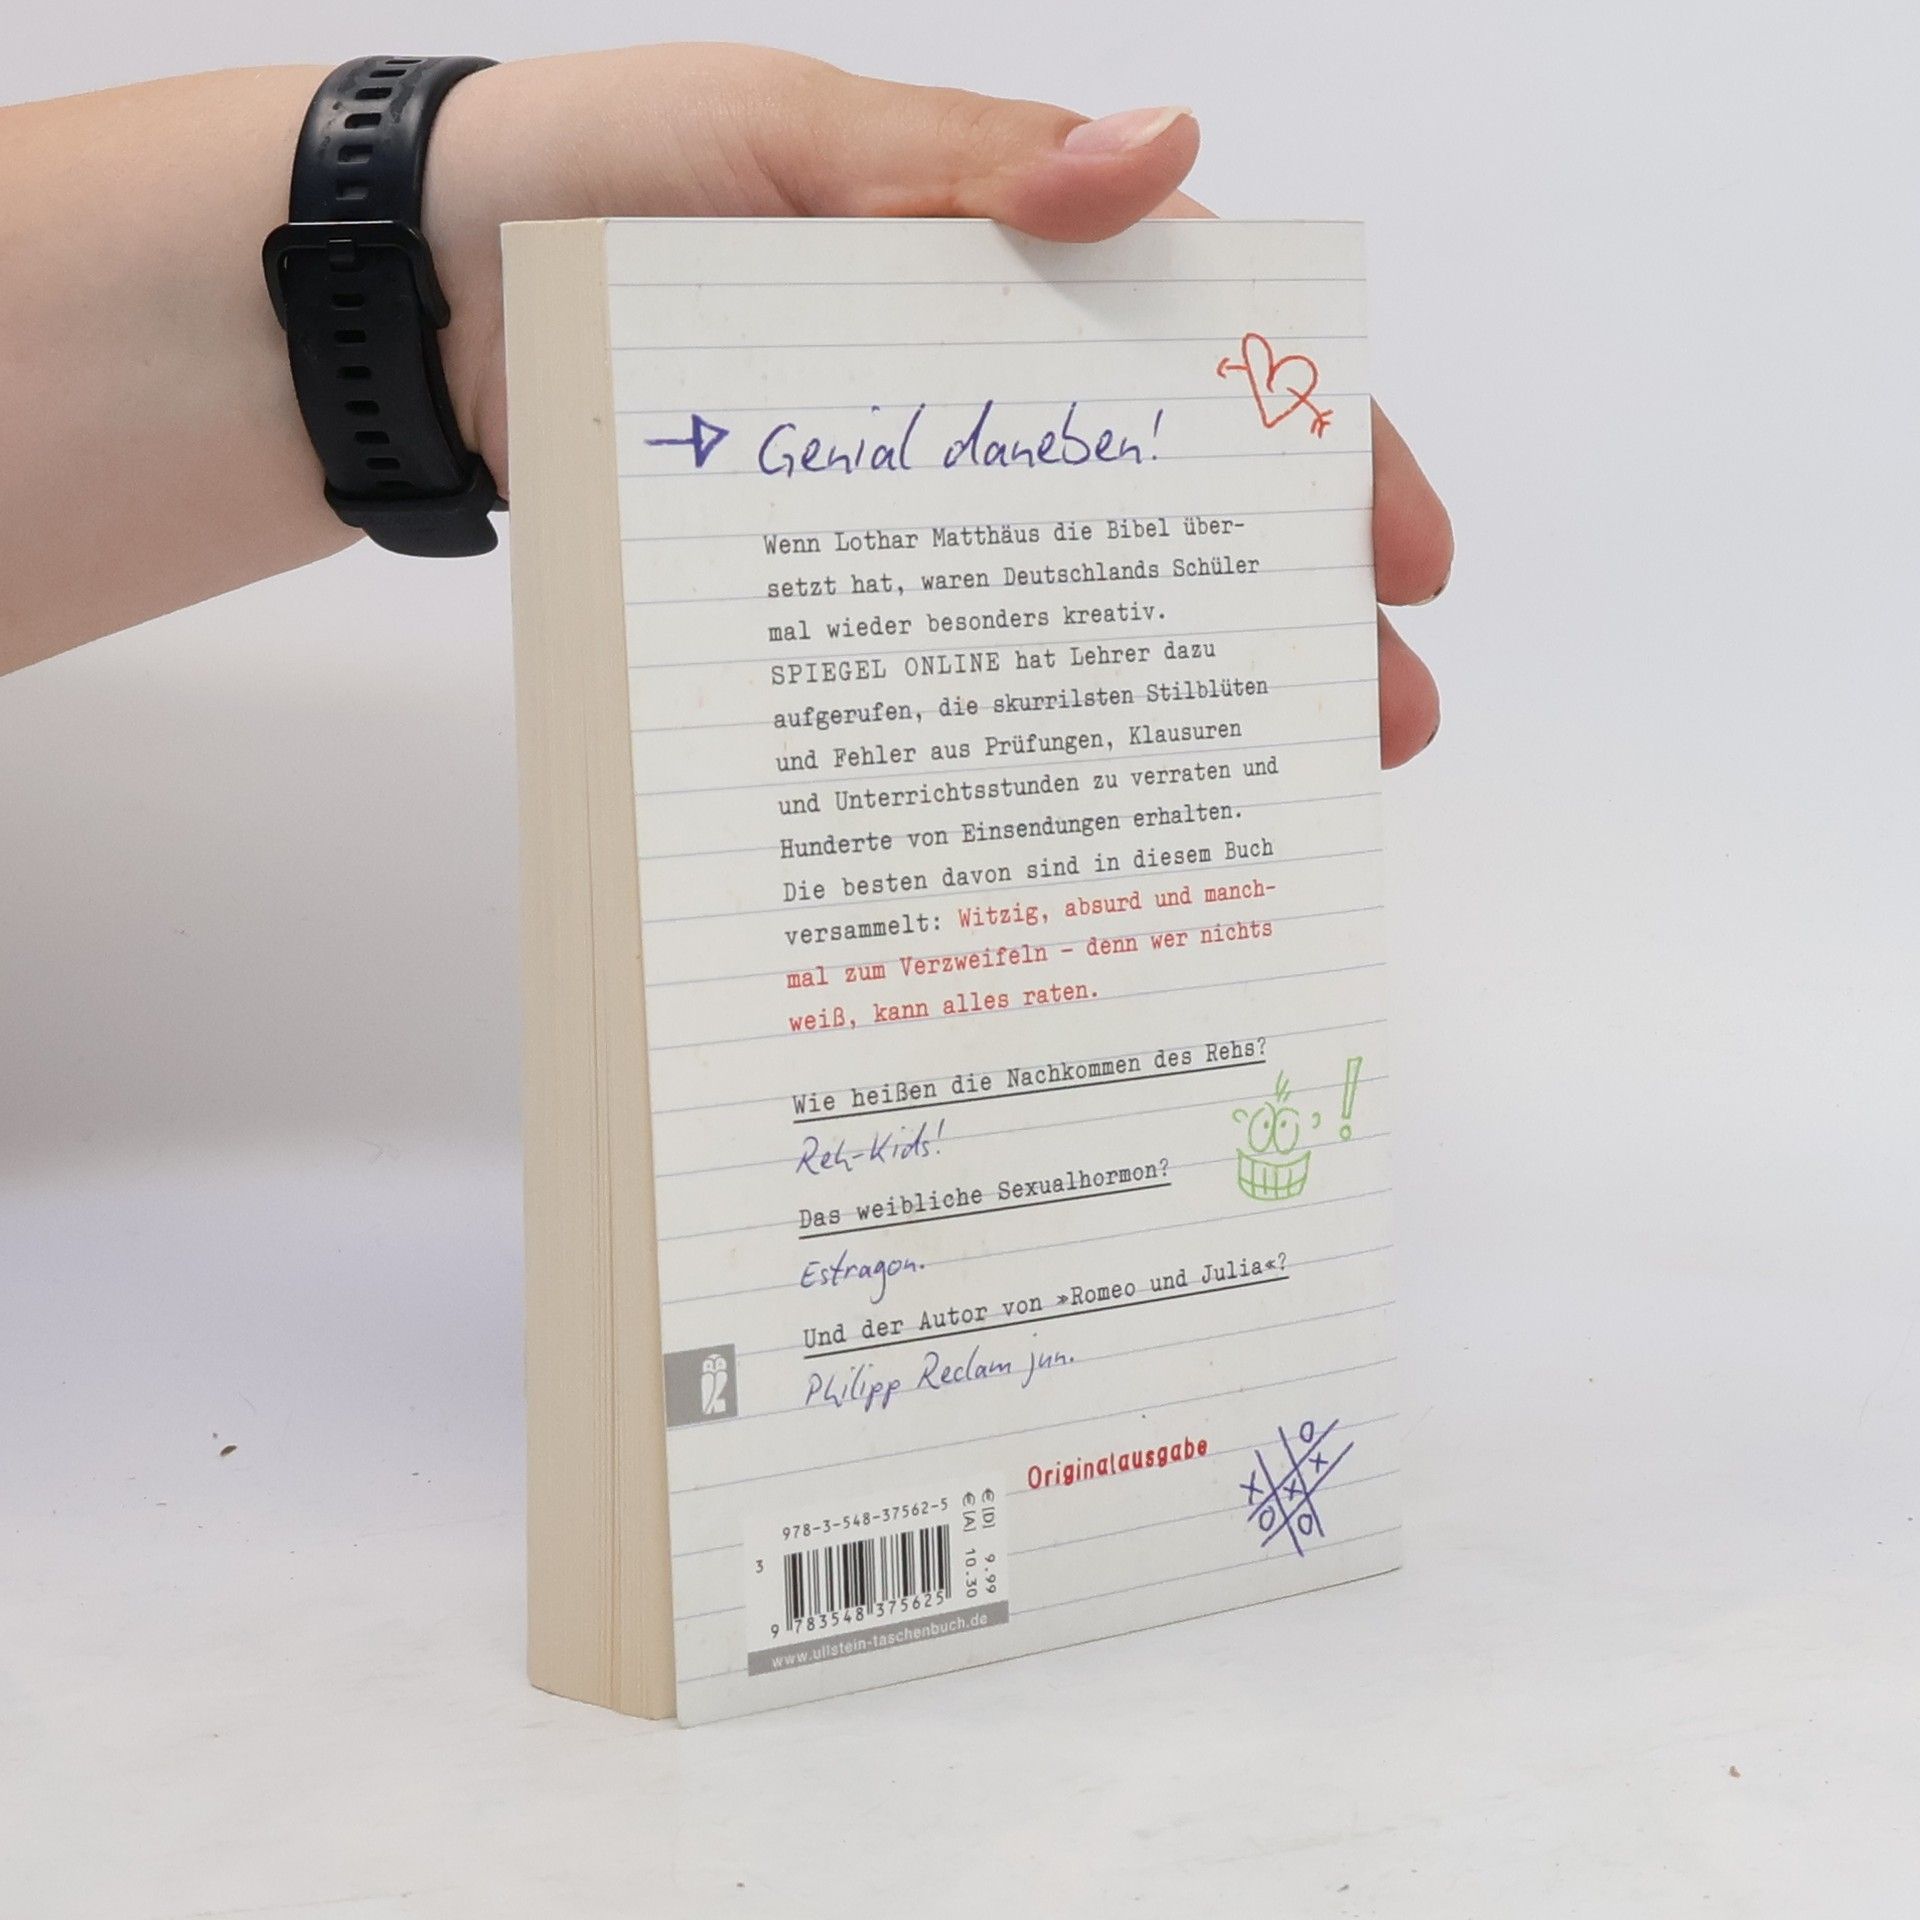 Genial daneben!
Wenn Lothar Matthäus die Bibel über-
setzt hat, waren Deutschlands Schüler
mal wieder besonders kreativ.
SPIEGEL ONLINE hat Lehrer dazu
aufgerufen, die skurrilsten Stilblüten
und Fehler aus Prüfungen, Klausuren
und Unterrichtsstunden zu verraten und
Hunderte von Einsendungen erhalten.
Die besten davon sind in diesem Buch
versammelt: Witzig, absurd und manch-
mal zum Verzweifeln – denn wer nichts
weiß, kann alles raten.
Wie heißen die Nachkommen des Rehs?
Reh-Kids!
Das weibliche Sexualhormon?
Estragon.
Und der Autor von »Romeo und Julia«?
Philipp Reclam jun.
Originalausgabe
978-3-548-37562-5
€ [D] 9.99
€ [A] 10.30
3
9 783548 375625
www.ullstein-taschenbuch.de